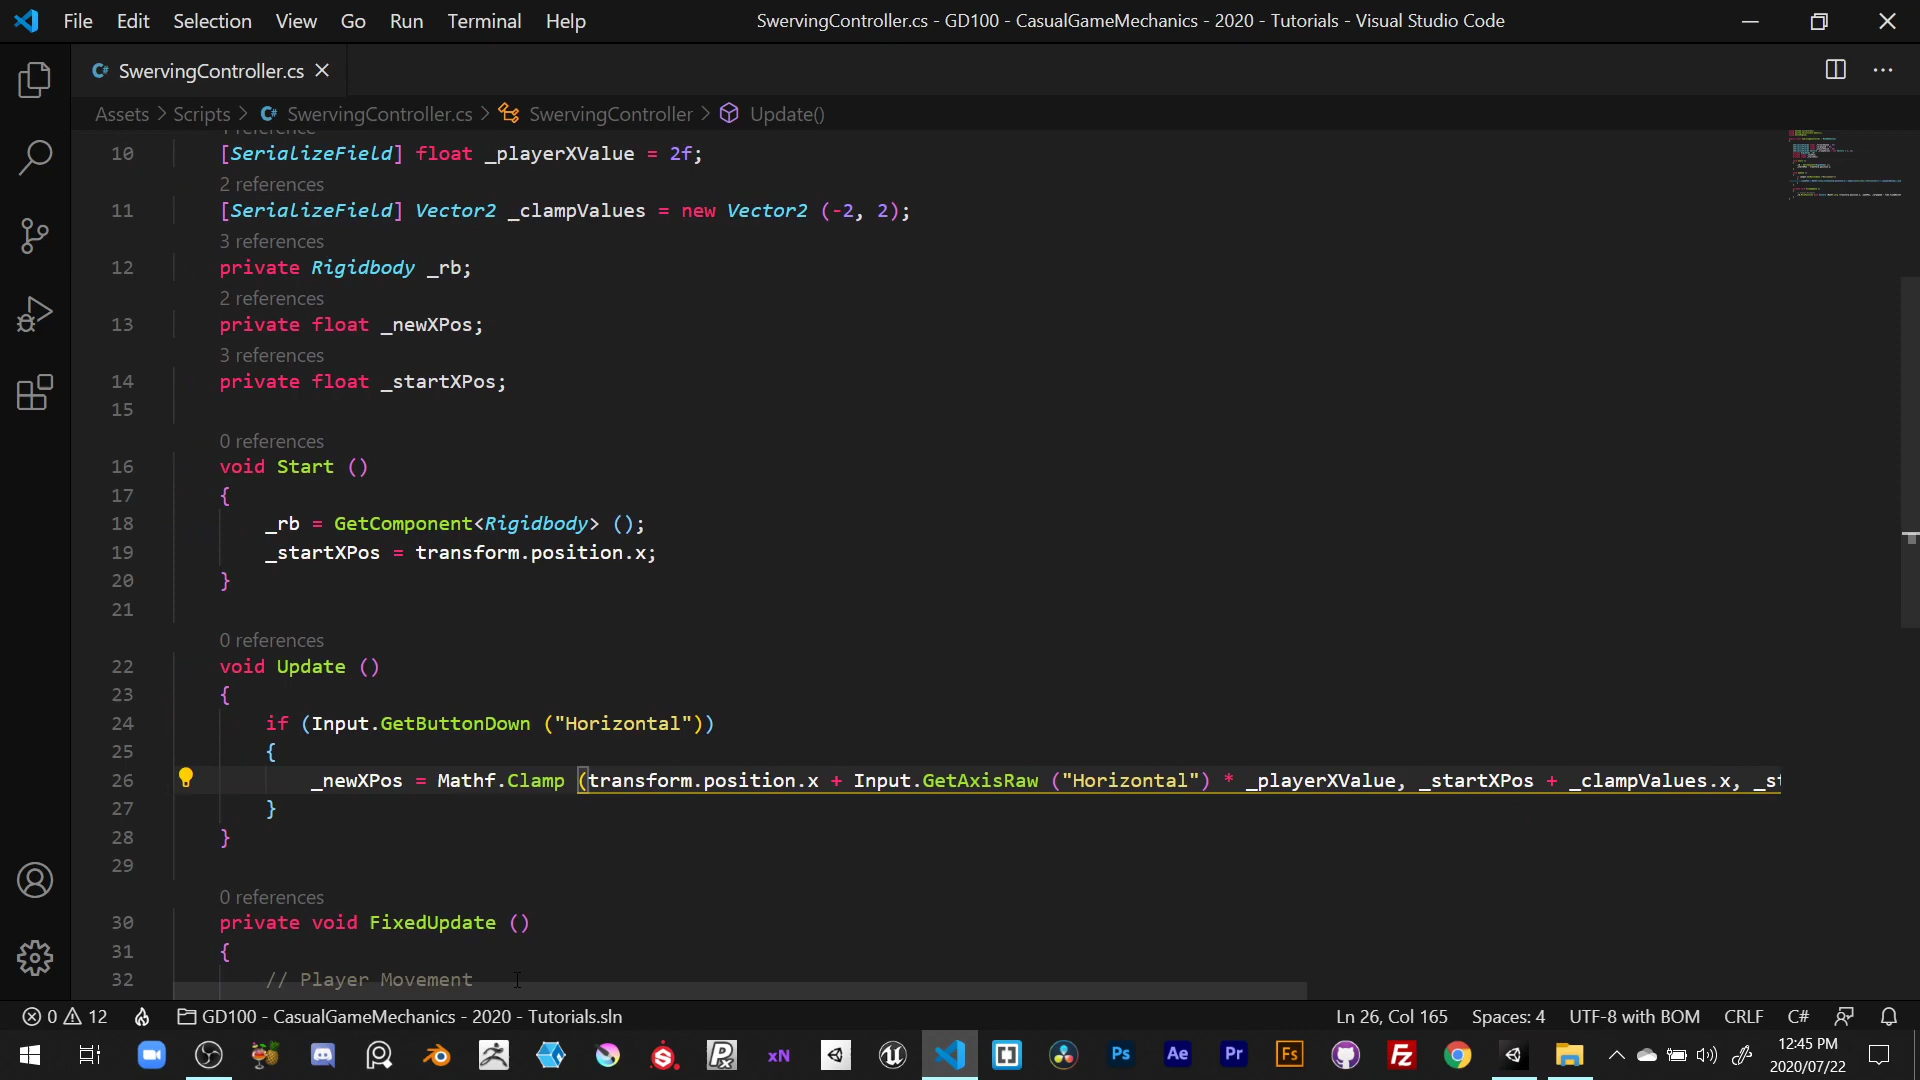 File Edit Selection View Go Run Terminal Help SwervingController.cs - GD100 - CasualGameMechanics - 2020 - Tutorials - Visual Studio Code
C# SwervingController.cs
Assets > Scripts > C# SwervingController.cs > SwervingController > Update()
10 [SerializeField] float _playerXValue = 2f;
2 references
11 [SerializeField] Vector2 _clampValues = new Vector2 (-2, 2);
3 references
12 private Rigidbody _rb;
2 references
13 private float _newXPos;
3 references
14 private float _startXPos;
15
0 references
16 void Start ()
17 {
18 _rb = GetComponent<Rigidbody> ();
19 _startXPos = transform.position.x;
20 }
21
0 references
22 void Update ()
23 {
24 if (Input.GetButtonDown ("Horizontal"))
25 {
26 _newXPos = Mathf.Clamp (transform.position.x + Input.GetAxisRaw ("Horizontal") * _playerXValue, _startXPos + _clampValues.x, _st
27 }
28 }
29
0 references
30 private void FixedUpdate ()
31 {
32 // Player Movement
0 12 GD100 - CasualGameMechanics - 2020 - Tutorials.sln Ln 26, Col 165 Spaces: 4 UTF-8 with BOM CRLF C#
xN Ps Ae Pr Fs Fz 12:45 PM
2020/07/22